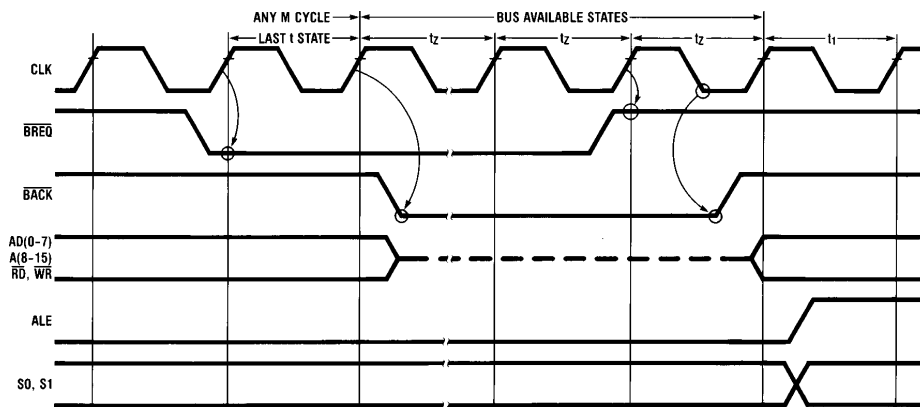 ANY M CYCLE
BUS AVAILABLE STATES
LAST t STATE
tZ
tZ
tZ
t1
CLK
BREQ
BACK
AD(0-7)
A(8-15)
RD, WR
ALE
S0, S1